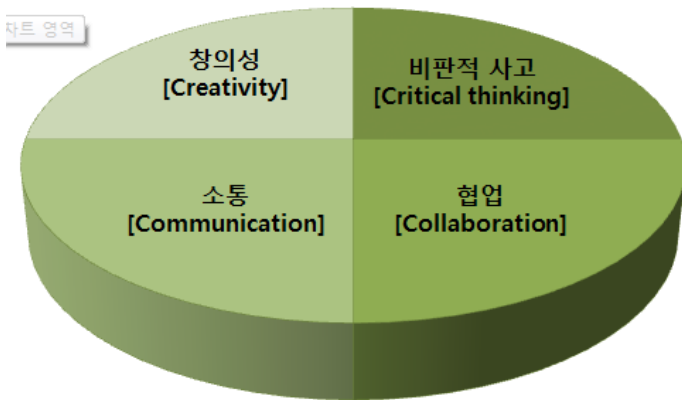 차트 영역
창의성
[Creativity]
비판적 사고
[Critical thinking]
소통
[Communication]
협업
[Collaboration]